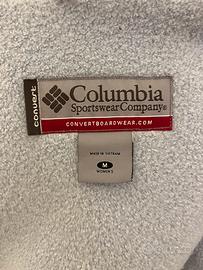 convert
Columbia
Sportswear Company®
CONVERTBOARDWEAR.COM
MADE IN VIETNAM
M
WOMEN'S